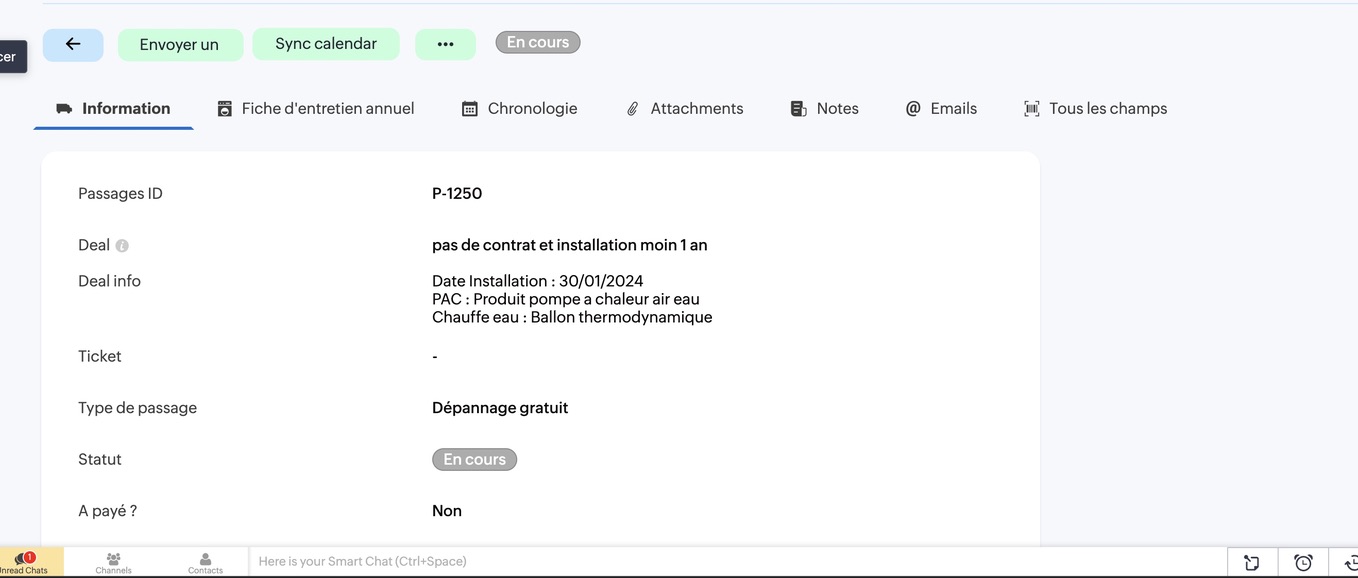 cer
Envoyer un
Sync calendar
•••
En cours
Information
Fiche d'entretien annuel
Chronologie
Attachments
Notes
Emails
Tous les champs
Passages ID
P-1250
Deal
pas de contrat et installation moin 1 an
Deal info
Date Installation : 30/01/2024
PAC : Produit pompe a chaleur air eau
Chauffe eau : Ballon thermodynamique
Ticket
-
Type de passage
Dépannage gratuit
Statut
En cours
A payé ?
Non
1
nread Chats
Channels
Contacts
Here is your Smart Chat (Ctrl+Space)